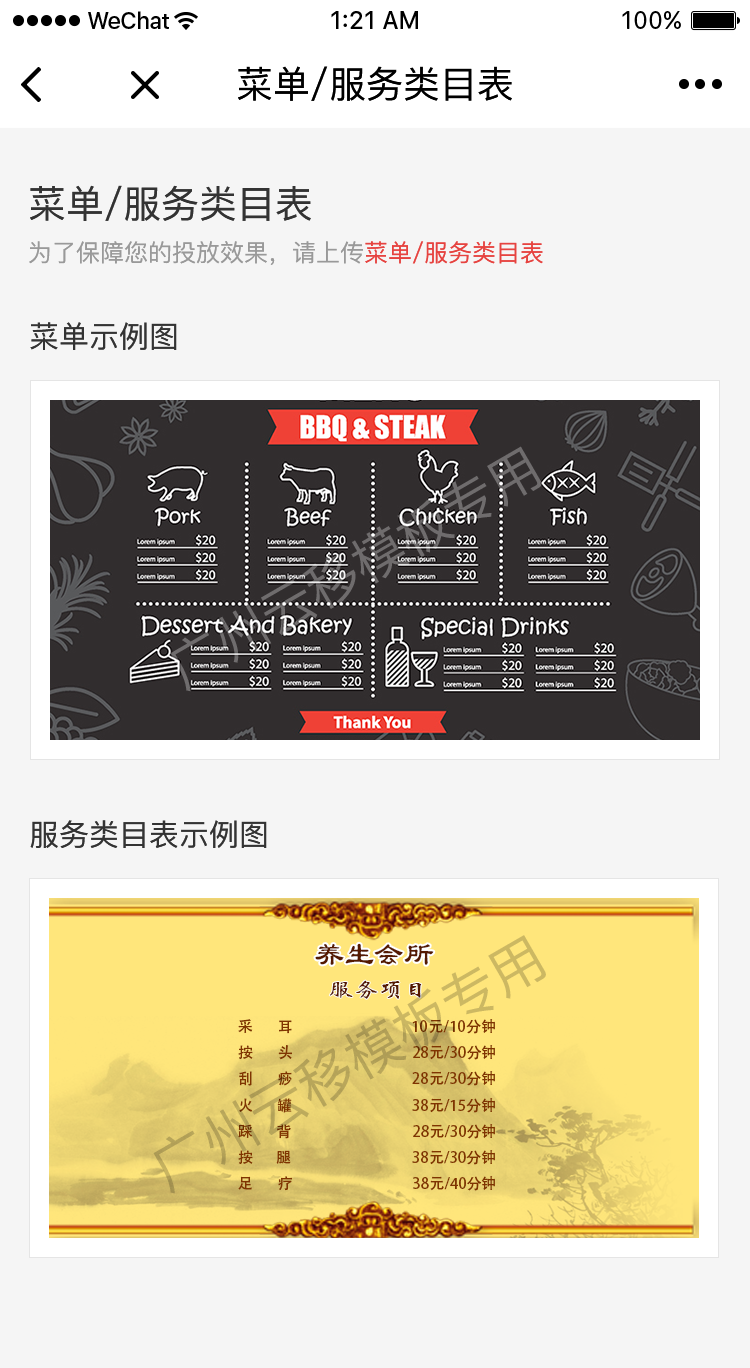 WeChat 1:21 AM 100%
菜单/服务类目表
菜单/服务类目表
为了保障您的投放效果，请上传菜单/服务类目表
菜单示例图
BBQ & STEAK
Pork Beef Chicken Fish
Lorem ipsum $20 Lorem ipsum $20 Lorem ipsum $20 Lorem ipsum $20
Lorem ipsum $20 Lorem ipsum $20 Lorem ipsum $20 Lorem ipsum $20
Lorem ipsum $20 Lorem ipsum $20 Lorem ipsum $20 Lorem ipsum $20
Dessert And Bakery Special Drinks
Lorem ipsum $20 Lorem ipsum $20 Lorem ipsum $20 Lorem ipsum $20
Lorem ipsum $20 Lorem ipsum $20 Lorem ipsum $20 Lorem ipsum $20
Lorem ipsum $20 Lorem ipsum $20 Lorem ipsum $20 Lorem ipsum $20
Thank You
广州云移模板专用
服务类目表示例图
养生会所
服务项目
采耳 10元/10分钟
按头 28元/30分钟
刮痧 28元/30分钟
火罐 38元/15分钟
踩背 28元/30分钟
按腿 38元/30分钟
足疗 38元/40分钟
广州云移模板专用